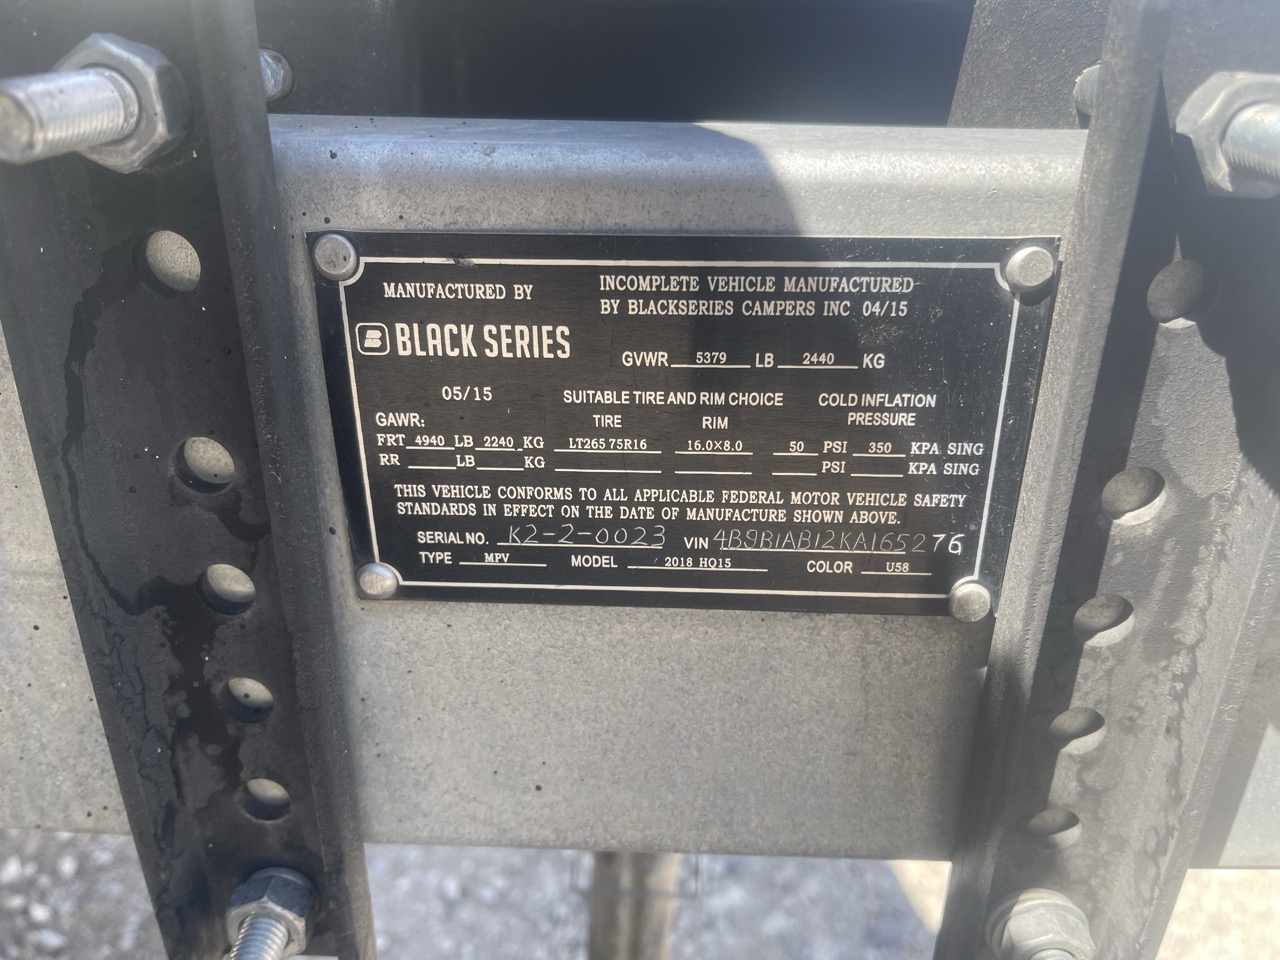 MANUFACTURED BY
BLACK SERIES
INCOMPLETE VEHICLE MANUFACTURED
BY BLACKSERIES CAMPERS INC 04/15
GVWR 5379 LB 2440 KG
05/15
SUITABLE TIRE AND RIM CHOICE
COLD INFLATION
PRESSURE
GAWR: TIRE RIM
FRT 4940 LB 2240 KG LT265 75R16 16.0×8.0 50 PSI 350 KPA SING
RR LB KG PSI KPA SING
THIS VEHICLE CONFORMS TO ALL APPLICABLE FEDERAL MOTOR VEHICLE SAFETY
STANDARDS IN EFFECT ON THE DATE OF MANUFACTURE SHOWN ABOVE.
SERIAL NO. K2-2-0023 VIN 4B9B1AB12KA165276
TYPE MPV MODEL 2018 HQ15 COLOR U58